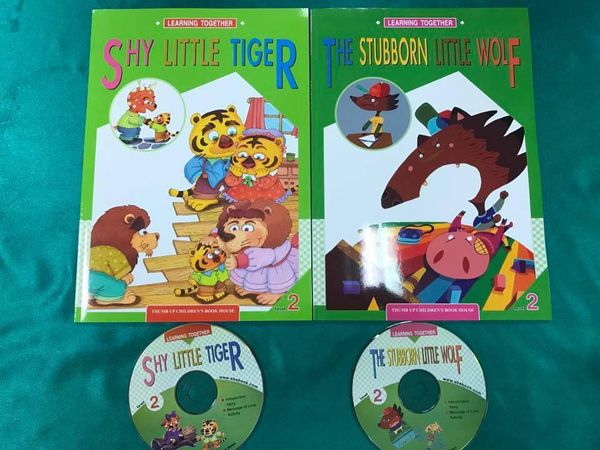 LEARNING TOGETHER
SHY LITTLE TIGER
THUMB UP CHILDREN'S BOOK HOUSE
Level 2
LEARNING TOGETHER
THE STUBBORN LITTLE WOLF
THUMB UP CHILDREN'S BOOK HOUSE
Level 2
LEARNING TOGETHER
SHY LITTLE TIGER
Level 2
Introduction
Story
Message of Love
Activity
LEARNING TOGETHER
THE STUBBORN LITTLE WOLF
Level 2
Introduction
Story
Message of Love
Activity